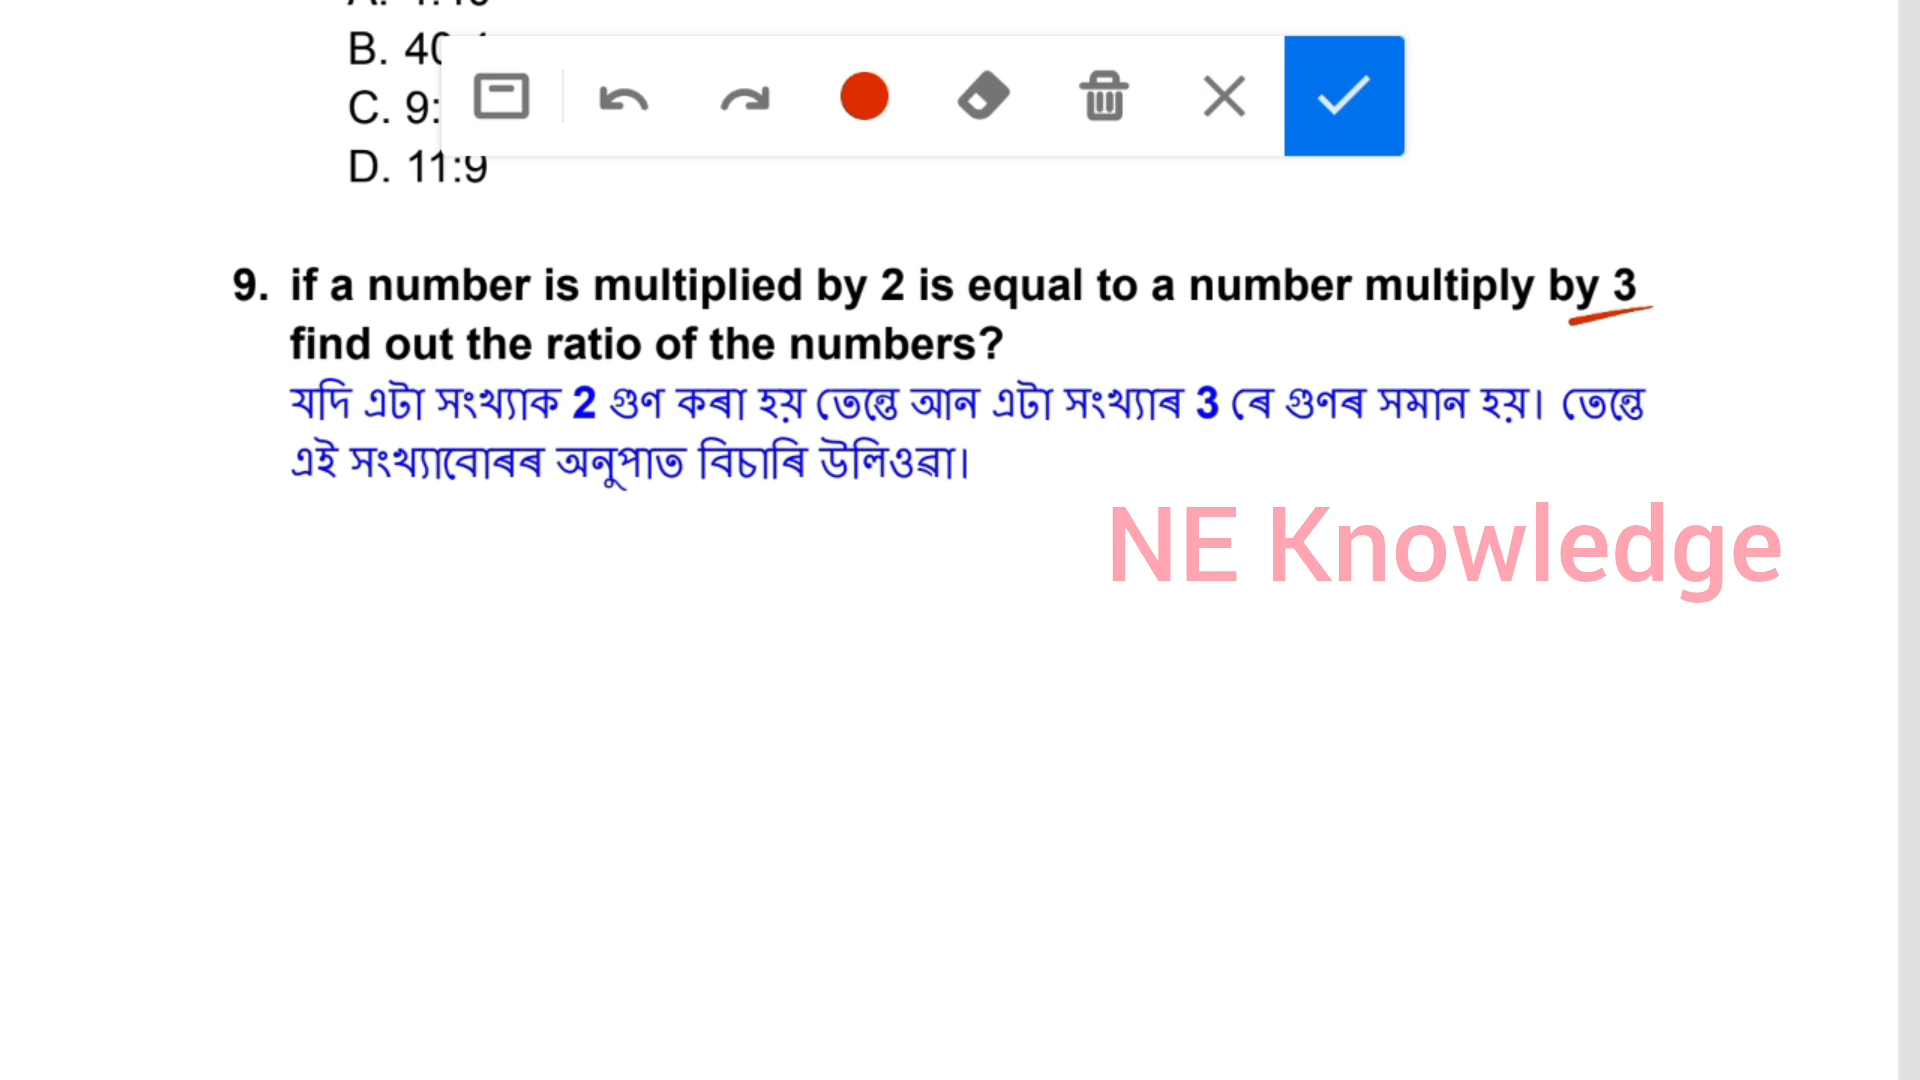 B. 40
C. 9:
D. 11:9
9. if a number is multiplied by 2 is equal to a number multiply by 3
find out the ratio of the numbers?
যদি এটা সংখ্যাক 2 গুণ কৰা হয় তেন্তে আন এটা সংখ্যাৰ 3 ৰে গুণৰ সমান হয়। তেন্তে
এই সংখ্যাবোৰৰ অনুপাত বিচাৰি উলিওৱা।
NE Knowledge